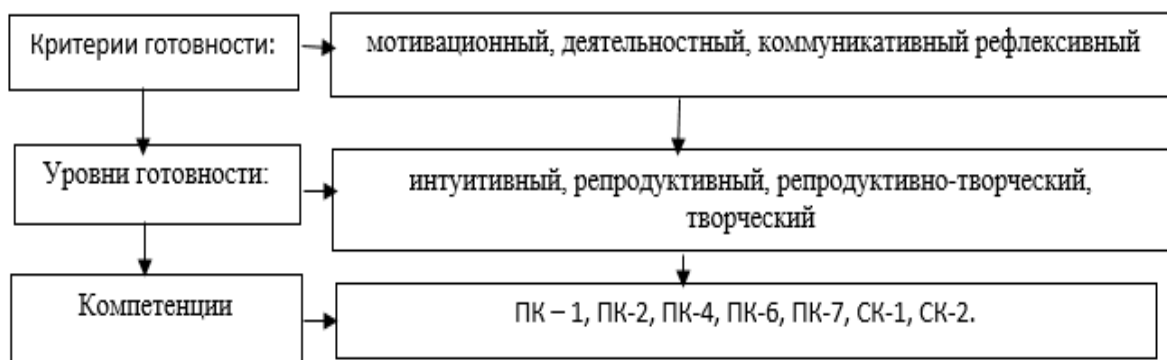 Критерии готовности:
мотивационный, деятельностный, коммуникативный рефлексивный
Уровни готовности:
интуитивный, репродуктивный, репродуктивно-творческий,
творческий
Компетенции
ПК – 1, ПК-2, ПК-4, ПК-6, ПК-7, СК-1, СК-2.